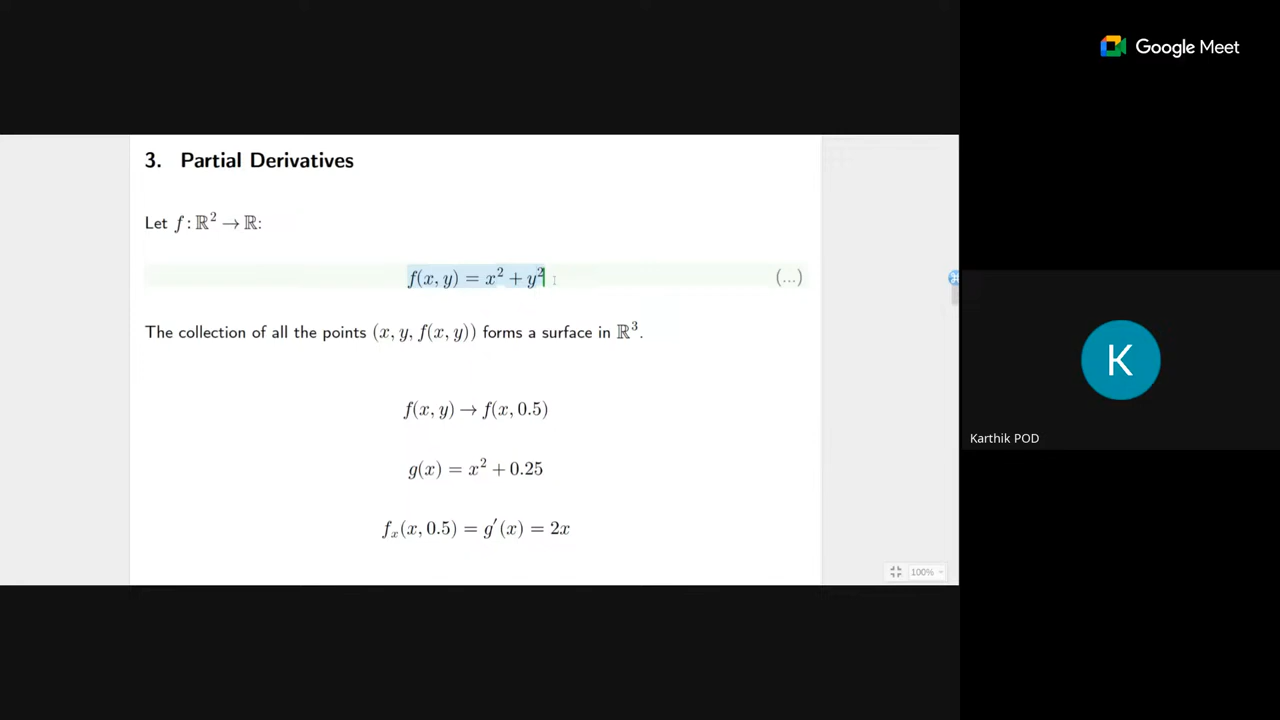 Google Meet
3. Partial Derivatives
Let f : ℝ² → ℝ:
f(x, y) = x² + y²
(...)
The collection of all the points (x, y, f(x, y)) forms a surface in ℝ³.
f(x, y) → f(x, 0.5)
g(x) = x² + 0.25
fₓ(x, 0.5) = g′(x) = 2x
100%
K
Karthik POD